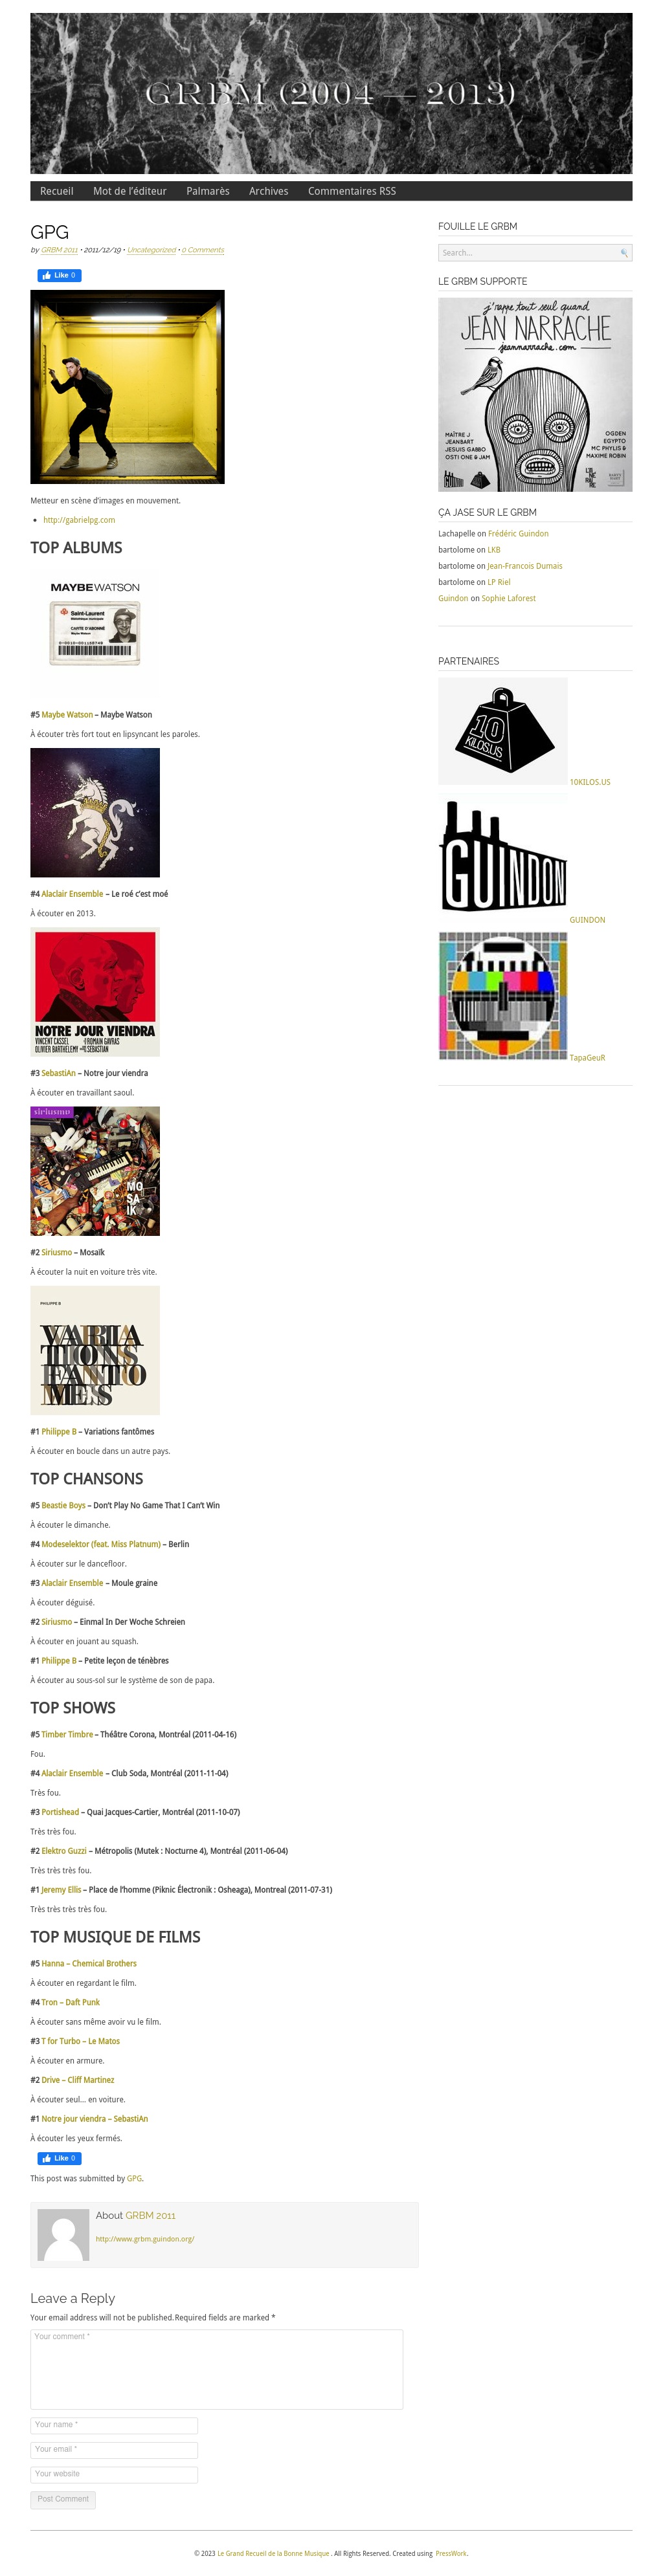 GRBM (2004 — 2013)
Recueil Mot de l’éditeur Palmarès Archives Commentaires RSS
GPG
by GRBM 2011 • 2011/12/19 • Uncategorized • 0 Comments
Like 0
Metteur en scène d’images en mouvement.
http://gabrielpg.com
TOP ALBUMS
MAYBEWATSON
Saint-Laurent
CARTE D'ABONNÉ
Maybe Watson
#5 Maybe Watson – Maybe Watson
À écouter très fort tout en lipsyncant les paroles.
#4 Alaclair Ensemble – Le roé c’est moé
À écouter en 2013.
NOTRE JOUR VIENDRA
VINCENT CASSEL
ROMAIN GAVRAS
OLIVIER BARTHELEMY
SEBASTIAN
#3 SebastiAn – Notre jour viendra
À écouter en travaillant saoul.
siriusmo
MOSAIK
#2 Siriusmo – Mosaïk
À écouter la nuit en voiture très vite.
PHILIPPE B
VARIATIONS FANTÔMES
#1 Philippe B – Variations fantômes
À écouter en boucle dans un autre pays.
TOP CHANSONS
#5 Beastie Boys – Don’t Play No Game That I Can’t Win
À écouter le dimanche.
#4 Modeselektor (feat. Miss Platnum) – Berlin
À écouter sur le dancefloor.
#3 Alaclair Ensemble – Moule graine
À écouter déguisé.
#2 Siriusmo – Einmal In Der Woche Schreien
À écouter en jouant au squash.
#1 Philippe B – Petite leçon de ténèbres
À écouter au sous-sol sur le système de son de papa.
TOP SHOWS
#5 Timber Timbre – Théâtre Corona, Montréal (2011-04-16)
Fou.
#4 Alaclair Ensemble – Club Soda, Montréal (2011-11-04)
Très fou.
#3 Portishead – Quai Jacques-Cartier, Montréal (2011-10-07)
Très très fou.
#2 Elektro Guzzi – Métropolis (Mutek : Nocturne 4), Montréal (2011-06-04)
Très très très fou.
#1 Jeremy Ellis – Place de l’homme (Piknic Électronik : Osheaga), Montreal (2011-07-31)
Très très très très fou.
TOP MUSIQUE DE FILMS
#5 Hanna – Chemical Brothers
À écouter en regardant le film.
#4 Tron – Daft Punk
À écouter sans même avoir vu le film.
#3 T for Turbo – Le Matos
À écouter en armure.
#2 Drive – Cliff Martinez
À écouter seul… en voiture.
#1 Notre jour viendra – SebastiAn
À écouter les yeux fermés.
Like 0
This post was submitted by GPG.
About GRBM 2011
http://www.grbm.guindon.org/
Leave a Reply
Your email address will not be published.Required fields are marked *
Your comment *
Your name *
Your email *
Your website
Post Comment
FOUILLE LE GRBM
Search...
LE GRBM SUPPORTE
j'rappe tout seul quand
JEAN NARRACHE
jeannarrache.com
MAÎTRE J
JEANBART
JESUS GABBO
OSTI ONE & JAM
OGDEN
EGYPTO
MC PHYLIS &
MAXIME ROBIN
ÇA JASE SUR LE GRBM
Lachapelle on Frédéric Guindon
bartolome on LKB
bartolome on Jean-Francois Dumais
bartolome on LP Riel
Guindon on Sophie Laforest
PARTENAIRES
10
KILOS.US
10KILOS.US
GUINDON
GUINDON
TapaGeuR
© 2023 Le Grand Recueil de la Bonne Musique . All Rights Reserved. Created using PressWork.